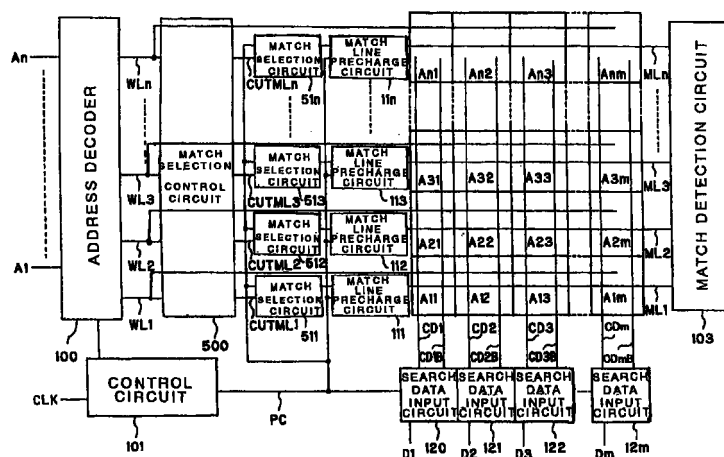 An
A1
ADDRESS DECODER
100
WLn
WL3
WL2
WL1
MATCH
SELECTION
CONTROL
CIRCUIT
500
MATCH
SELECTION
CIRCUIT
CUTMLn
51n
MATCH
LINE
PRECHARGE
CIRCUIT
11n
MATCH
SELECTION
CIRCUIT
CUTML3
513
MATCH
LINE
PRECHARGE
CIRCUIT
113
MATCH
SELECTION
CIRCUIT
CUTML2
512
MATCH
LINE
PRECHARGE
CIRCUIT
112
MATCH
SELECTION
CIRCUIT
CUTML1
511
MATCH
LINE
PRECHARGE
CIRCUIT
111
An1 An2 An3 Anm
A31 A32 A33 A3m
A21 A22 A23 A2m
A11 A12 A13 A1m
MLn
ML3
ML2
ML1
MATCH DETECTION CIRCUIT
103
CD1 CD2 CD3 CDm
CD1B CD2B CD3B CDmB
CLK
CONTROL
CIRCUIT
101
PC
SEARCH
DATA
INPUT
CIRCUIT
SEARCH
DATA
INPUT
CIRCUIT
SEARCH
DATA
INPUT
CIRCUIT
SEARCH
DATA
INPUT
CIRCUIT
D1 120 D2 121 D3 122 Dm 12m